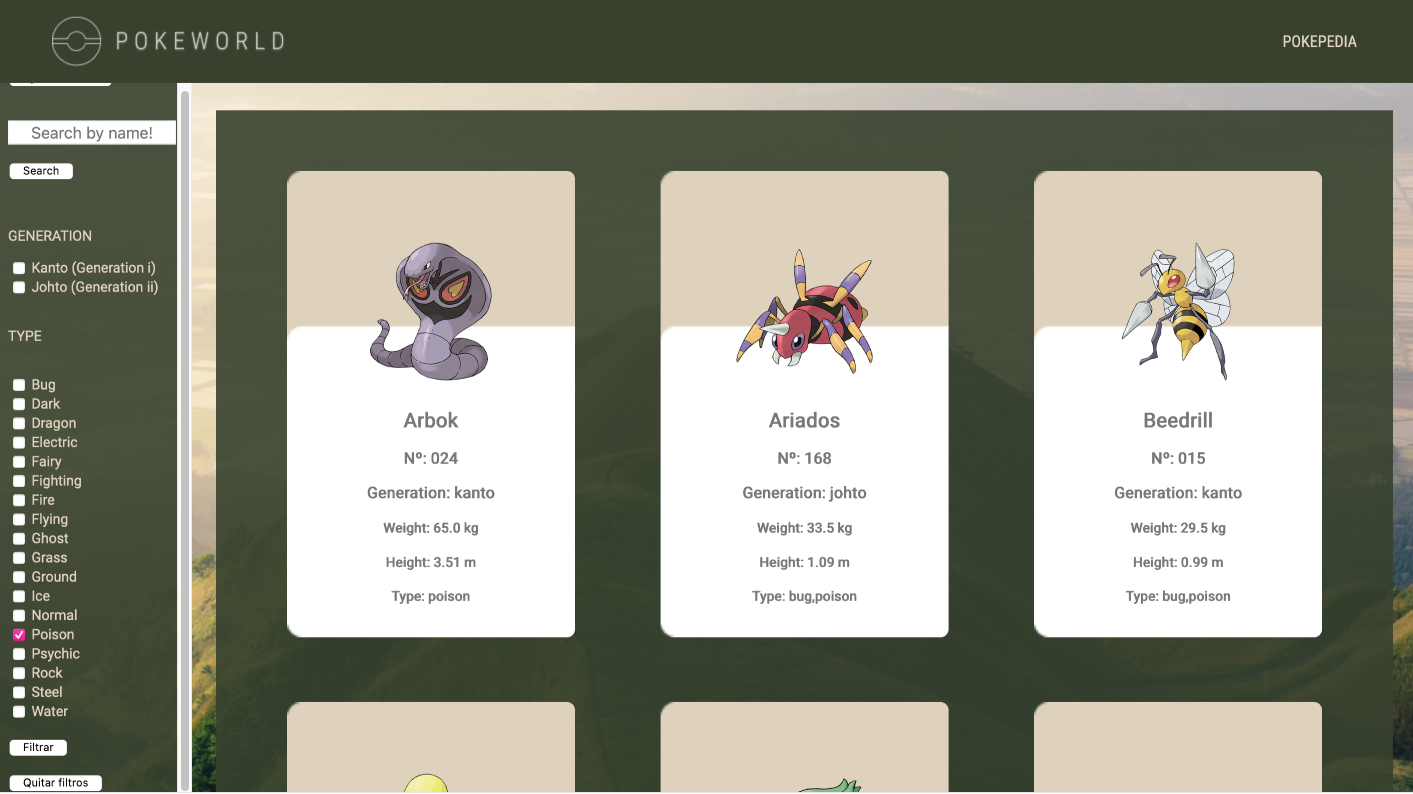 POKEWORLD
POKEPEDIA
Search by name!
Search
GENERATION
Kanto (Generation i)
Johto (Generation ii)
TYPE
Bug
Dark
Dragon
Electric
Fairy
Fighting
Fire
Flying
Ghost
Grass
Ground
Ice
Normal
Poison
Psychic
Rock
Steel
Water
Filtrar
Quitar filtros
Arbok
Nº: 024
Generation: kanto
Weight: 65.0 kg
Height: 3.51 m
Type: poison
Ariados
Nº: 168
Generation: johto
Weight: 33.5 kg
Height: 1.09 m
Type: bug,poison
Beedrill
Nº: 015
Generation: kanto
Weight: 29.5 kg
Height: 0.99 m
Type: bug,poison